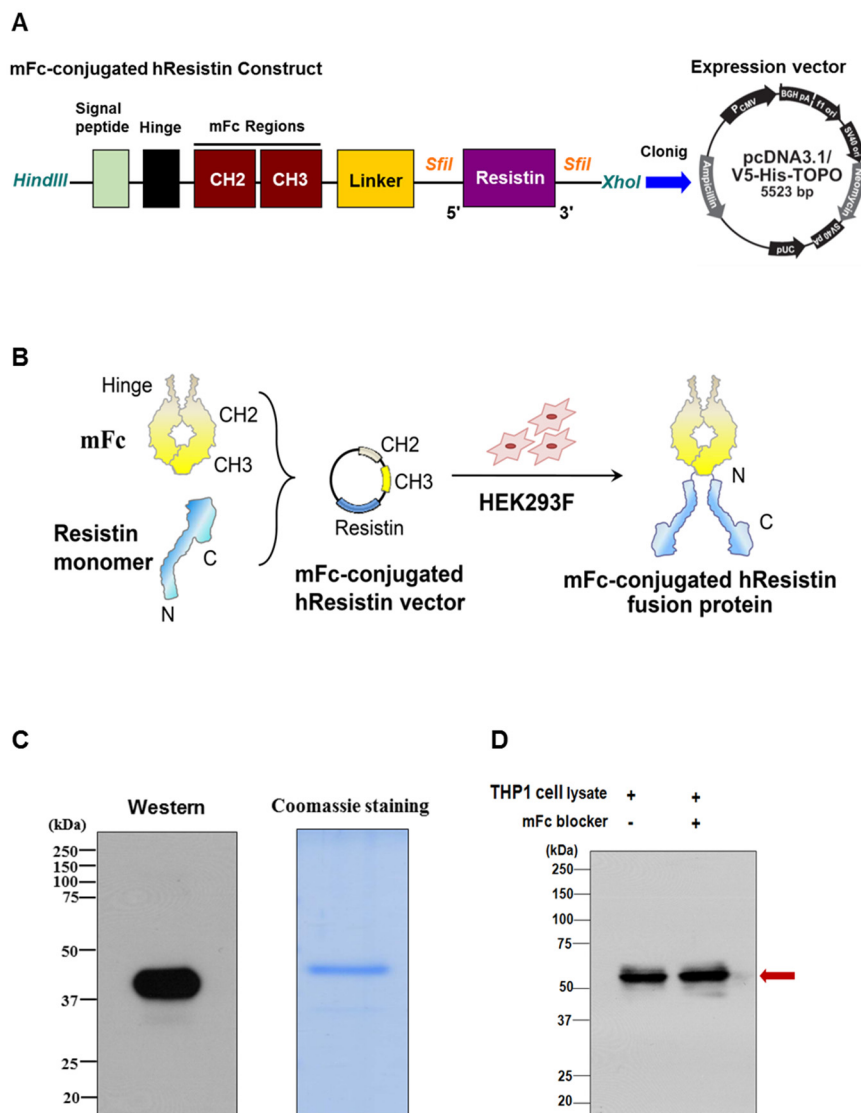 A
mFc-conjugated hResistin Construct
Expression vector
Signal
peptide
Hinge
mFc Regions
HindIII
CH2
CH3
Linker
SfiI
Resistin
SfiI
XhoI
5'
3'
Clonig
PCMV
BGH pA
f1 ori
SV40 ori
Neomycin
SV40 pA
pUC
Ampicillin
pcDNA3.1/
V5-His-TOPO
5523 bp
B
Hinge
CH2
mFc
CH3
Resistin
monomer
C
N
CH2
CH3
Resistin
mFc-conjugated
hResistin vector
HEK293F
N
C
mFc-conjugated hResistin
fusion protein
C
Western
Coomassie staining
(kDa)
250
150
100
75
50
37
25
20
D
THP1 cell lysate + +
mFc blocker - +
(kDa)
250
150
100
75
50
37
25
20